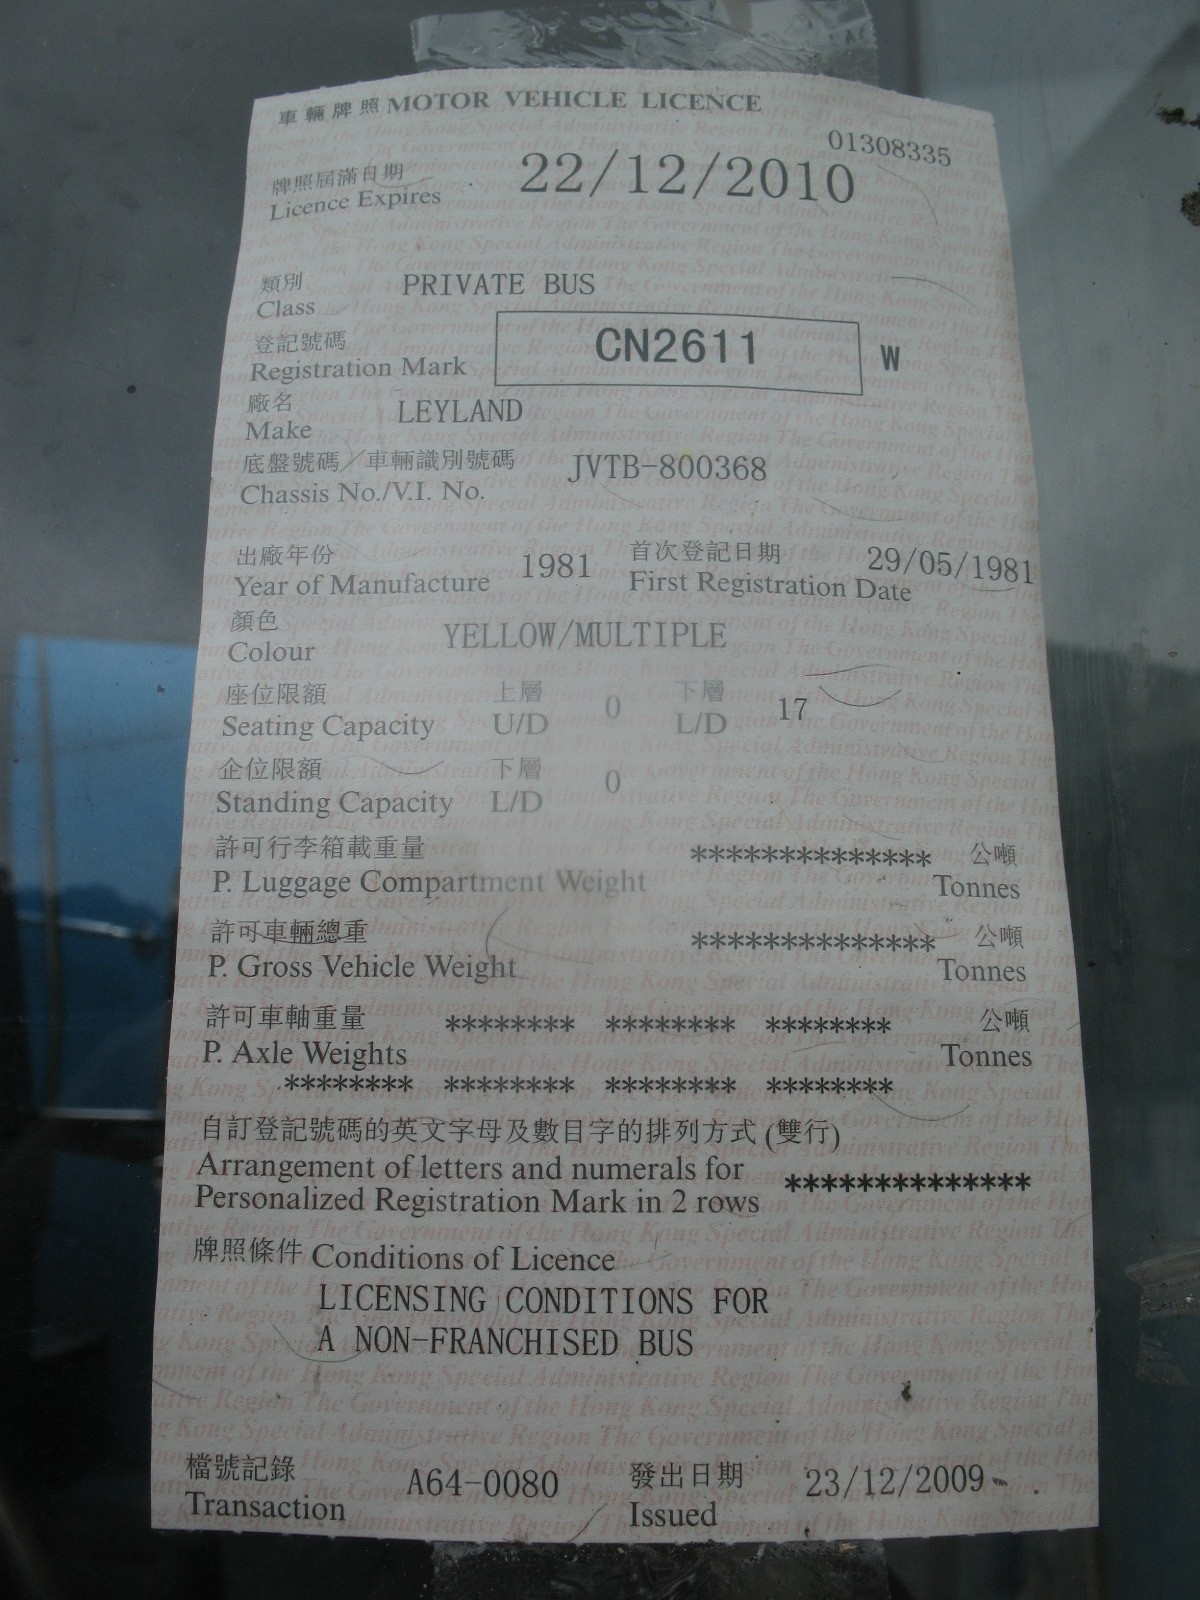 車輛牌照 MOTOR VEHICLE LICENCE
01308335
牌照屆滿日期 22/12/2010
Licence Expires
類別 PRIVATE BUS
Class
登記號碼 CN2611 W
Registration Mark
廠名 LEYLAND
Make
底盤號碼/車輛識別號碼 JVTB-800368
Chassis No./V.I. No.
出廠年份 1981 首次登記日期 29/05/1981
Year of Manufacture First Registration Date
顏色 YELLOW/MULTIPLE
Colour
座位限額 上層 0 下層 17
Seating Capacity U/D L/D
企位限額 下層 0
Standing Capacity L/D
許可行李箱載重量 ************** 公噸
P. Luggage Compartment Weight Tonnes
許可車輛總重 ************** 公噸
P. Gross Vehicle Weight Tonnes
許可車軸重量 ******** ******** ******** 公噸
P. Axle Weights Tonnes
******** ******** ******** ********
自訂登記號碼的英文字母及數目字的排列方式 (雙行)
Arrangement of letters and numerals for
Personalized Registration Mark in 2 rows **************
牌照條件 Conditions of Licence
LICENSING CONDITIONS FOR
A NON-FRANCHISED BUS
檔號記錄 A64-0080 發出日期 23/12/2009
Transaction Issued